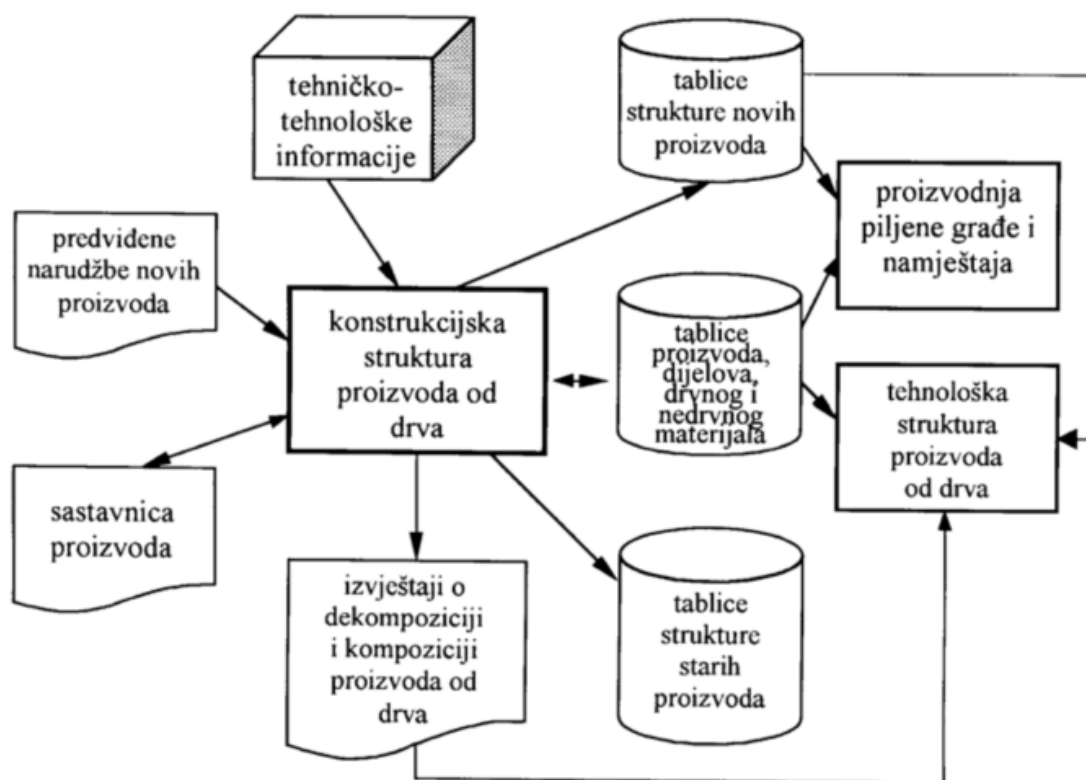 tehničko-
tehnološke
informacije
tablice
strukture novih
proizvoda
predviđene
narudžbe novih
proizvoda
proizvodnja
piljene građe i
namještaja
konstrukcijska
struktura
proizvoda od
drva
tablice
proizvoda,
dijelova,
drvnog i
nedrvnog
materijala
tehnološka
struktura
proizvoda
od drva
sastavnica
proizvoda
izvještaji o
dekompoziciji
i kompoziciji
proizvoda od
drva
tablice
strukture
starih
proizvoda